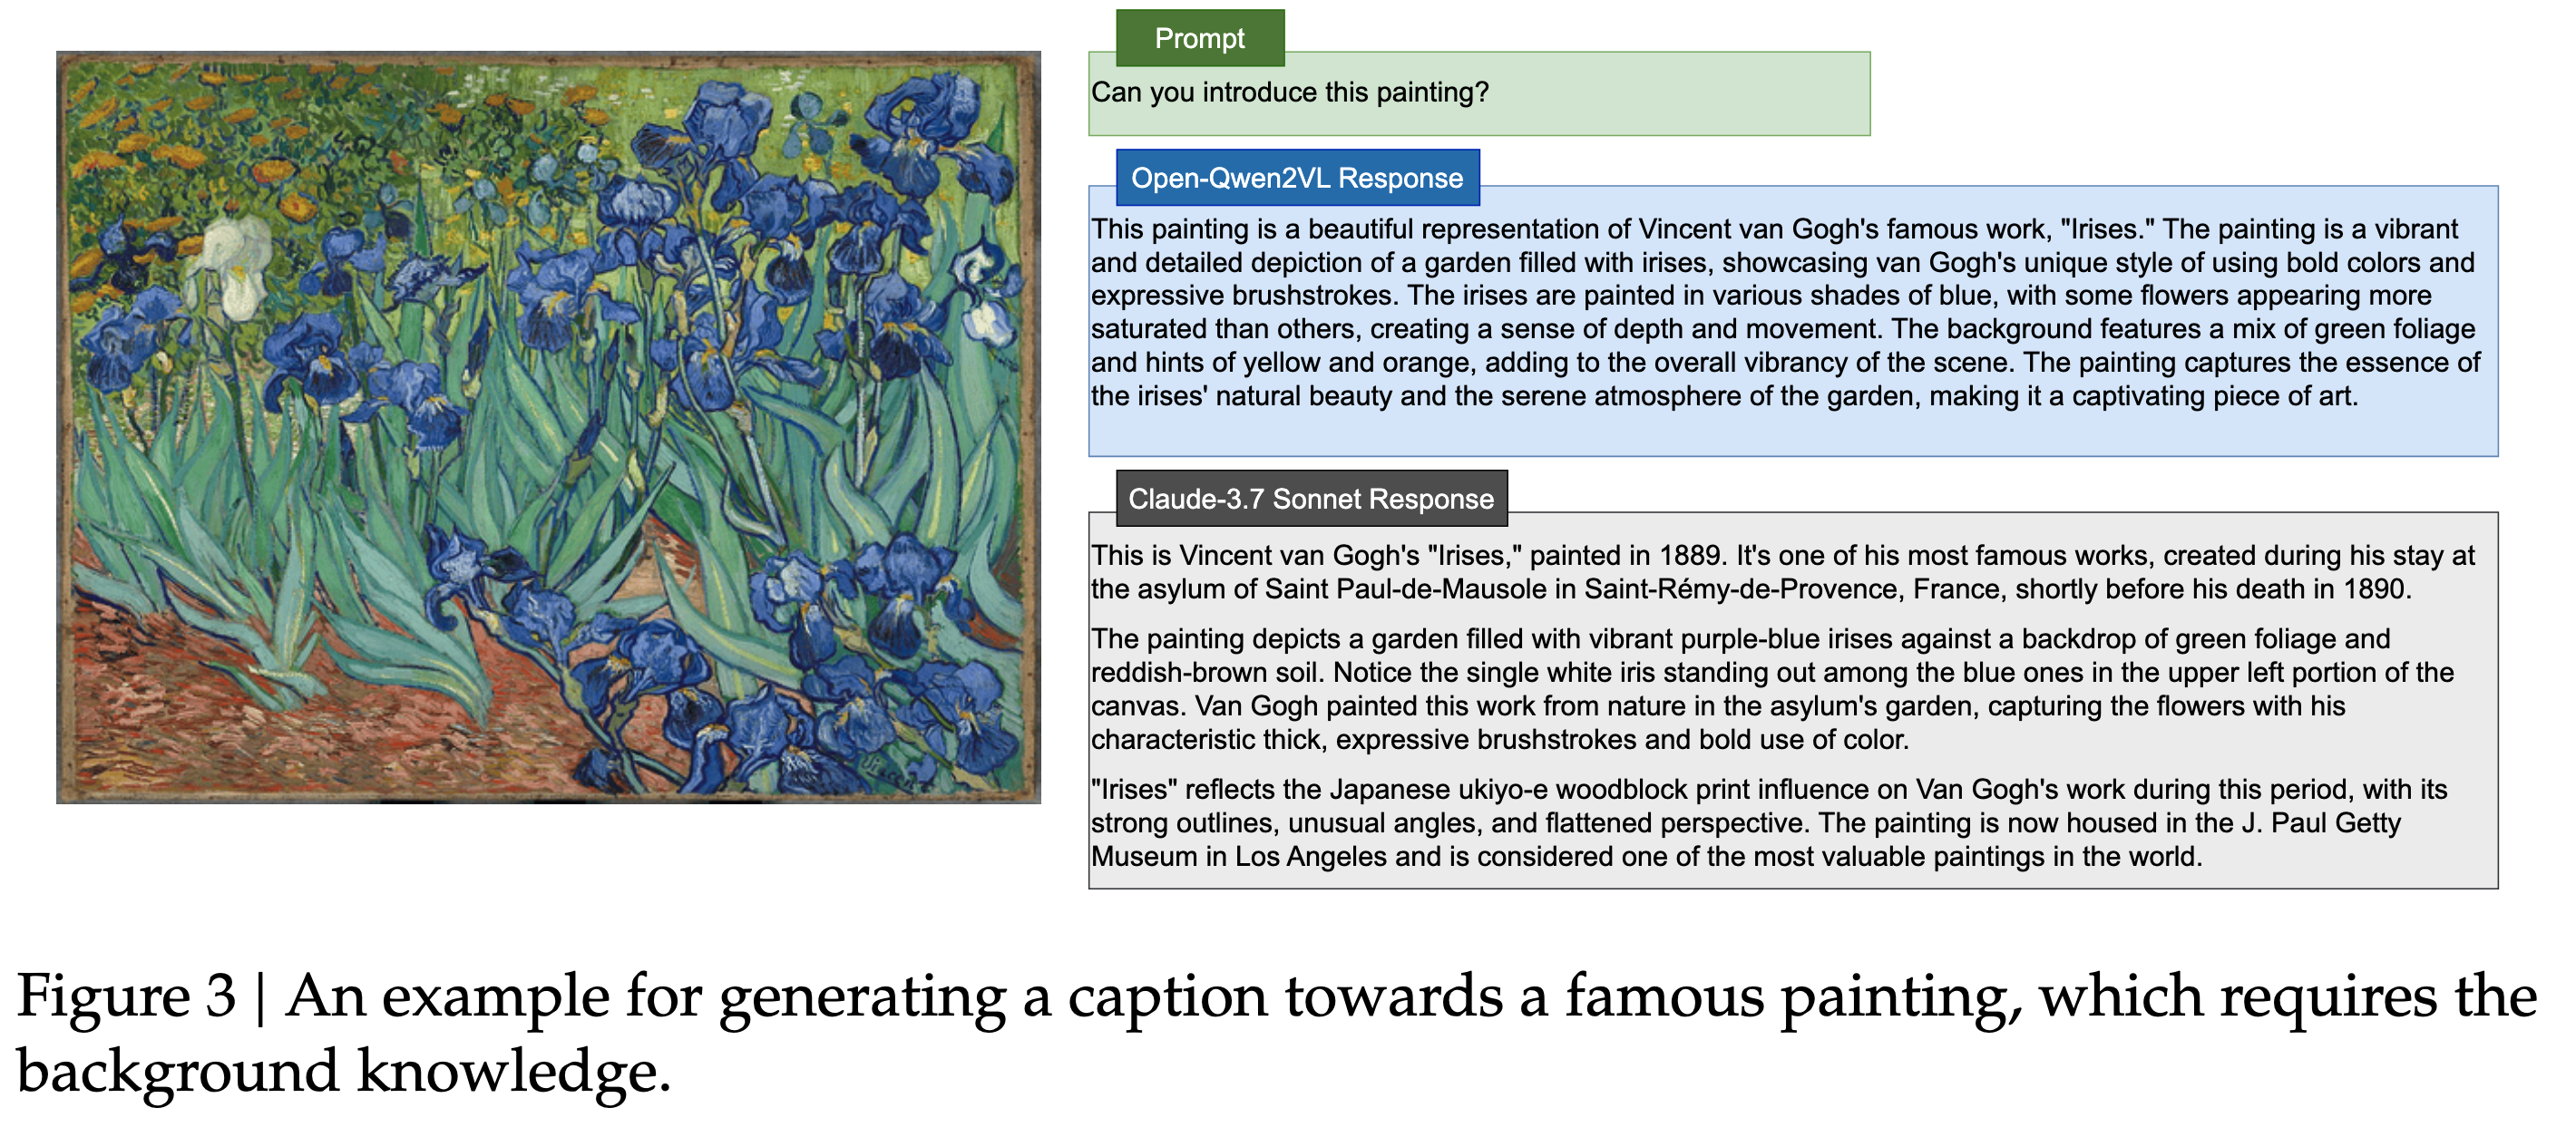 Prompt
Can you introduce this painting?
Open-Qwen2VL Response
This painting is a beautiful representation of Vincent van Gogh's famous work, "Irises." The painting is a vibrant
and detailed depiction of a garden filled with irises, showcasing van Gogh's unique style of using bold colors and
expressive brushstrokes. The irises are painted in various shades of blue, with some flowers appearing more
saturated than others, creating a sense of depth and movement. The background features a mix of green foliage
and hints of yellow and orange, adding to the overall vibrancy of the scene. The painting captures the essence of
the irises' natural beauty and the serene atmosphere of the garden, making it a captivating piece of art.
Claude-3.7 Sonnet Response
This is Vincent van Gogh's "Irises," painted in 1889. It's one of his most famous works, created during his stay at
the asylum of Saint Paul-de-Mausole in Saint-Rémy-de-Provence, France, shortly before his death in 1890.
The painting depicts a garden filled with vibrant purple-blue irises against a backdrop of green foliage and
reddish-brown soil. Notice the single white iris standing out among the blue ones in the upper left portion of the
canvas. Van Gogh painted this work from nature in the asylum's garden, capturing the flowers with his
characteristic thick, expressive brushstrokes and bold use of color.
"Irises" reflects the Japanese ukiyo-e woodblock print influence on Van Gogh's work during this period, with its
strong outlines, unusual angles, and flattened perspective. The painting is now housed in the J. Paul Getty
Museum in Los Angeles and is considered one of the most valuable paintings in the world.
Vincent
Figure 3 | An example for generating a caption towards a famous painting, which requires the
background knowledge.